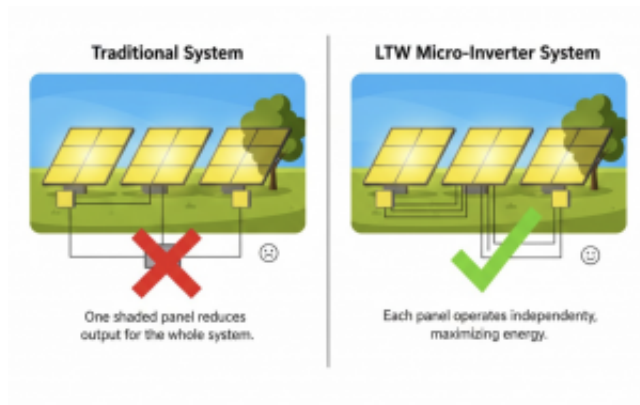 Traditional System
One shaded panel reduces
output for the whole system.
LTW Micro-Inverter System
Each panel operates independenty,
maximizing energy.